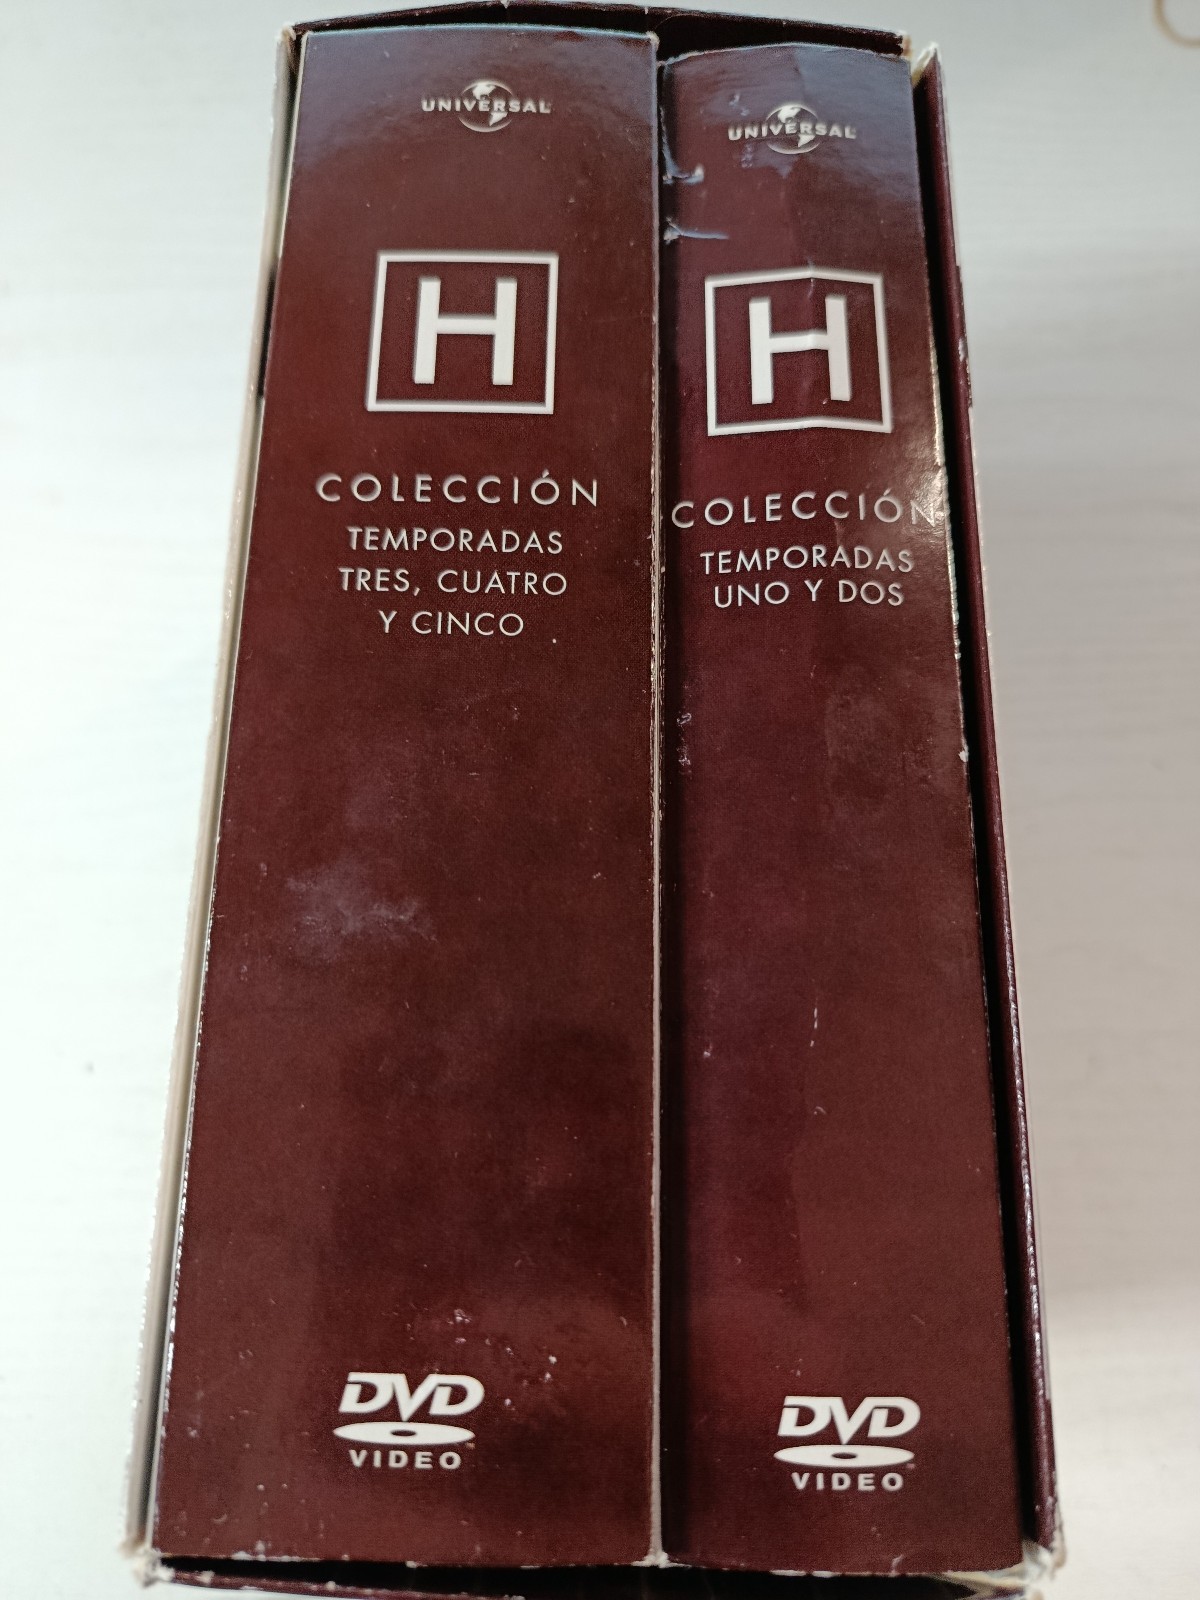 UNIVERSAL
H
COLECCIÓN
TEMPORADAS
TRES, CUATRO
Y CINCO
DVD
VIDEO
UNIVERSAL
H
COLECCIÓN
TEMPORADAS
UNO Y DOS
DVD
VIDEO